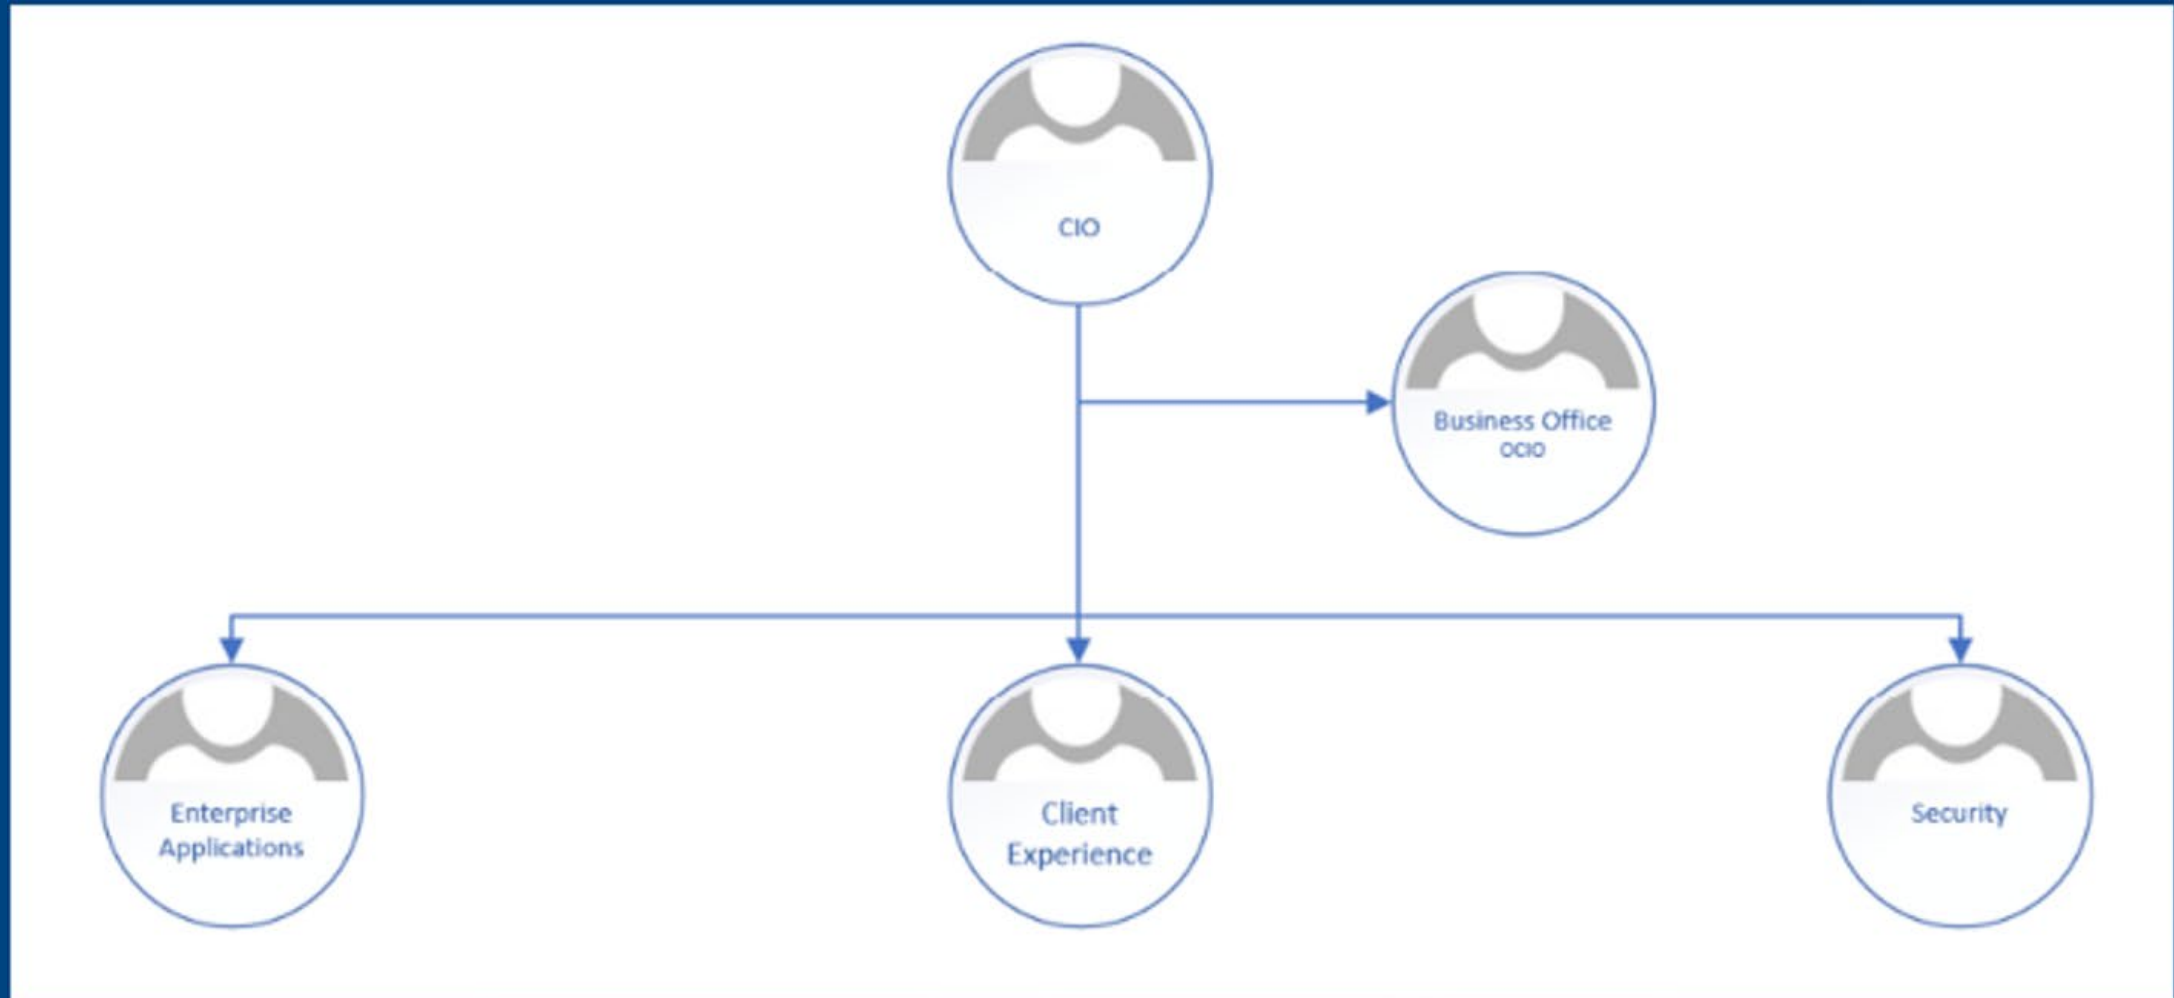 CIO
Business Office
OCIO
Enterprise
Applications
Client
Experience
Security